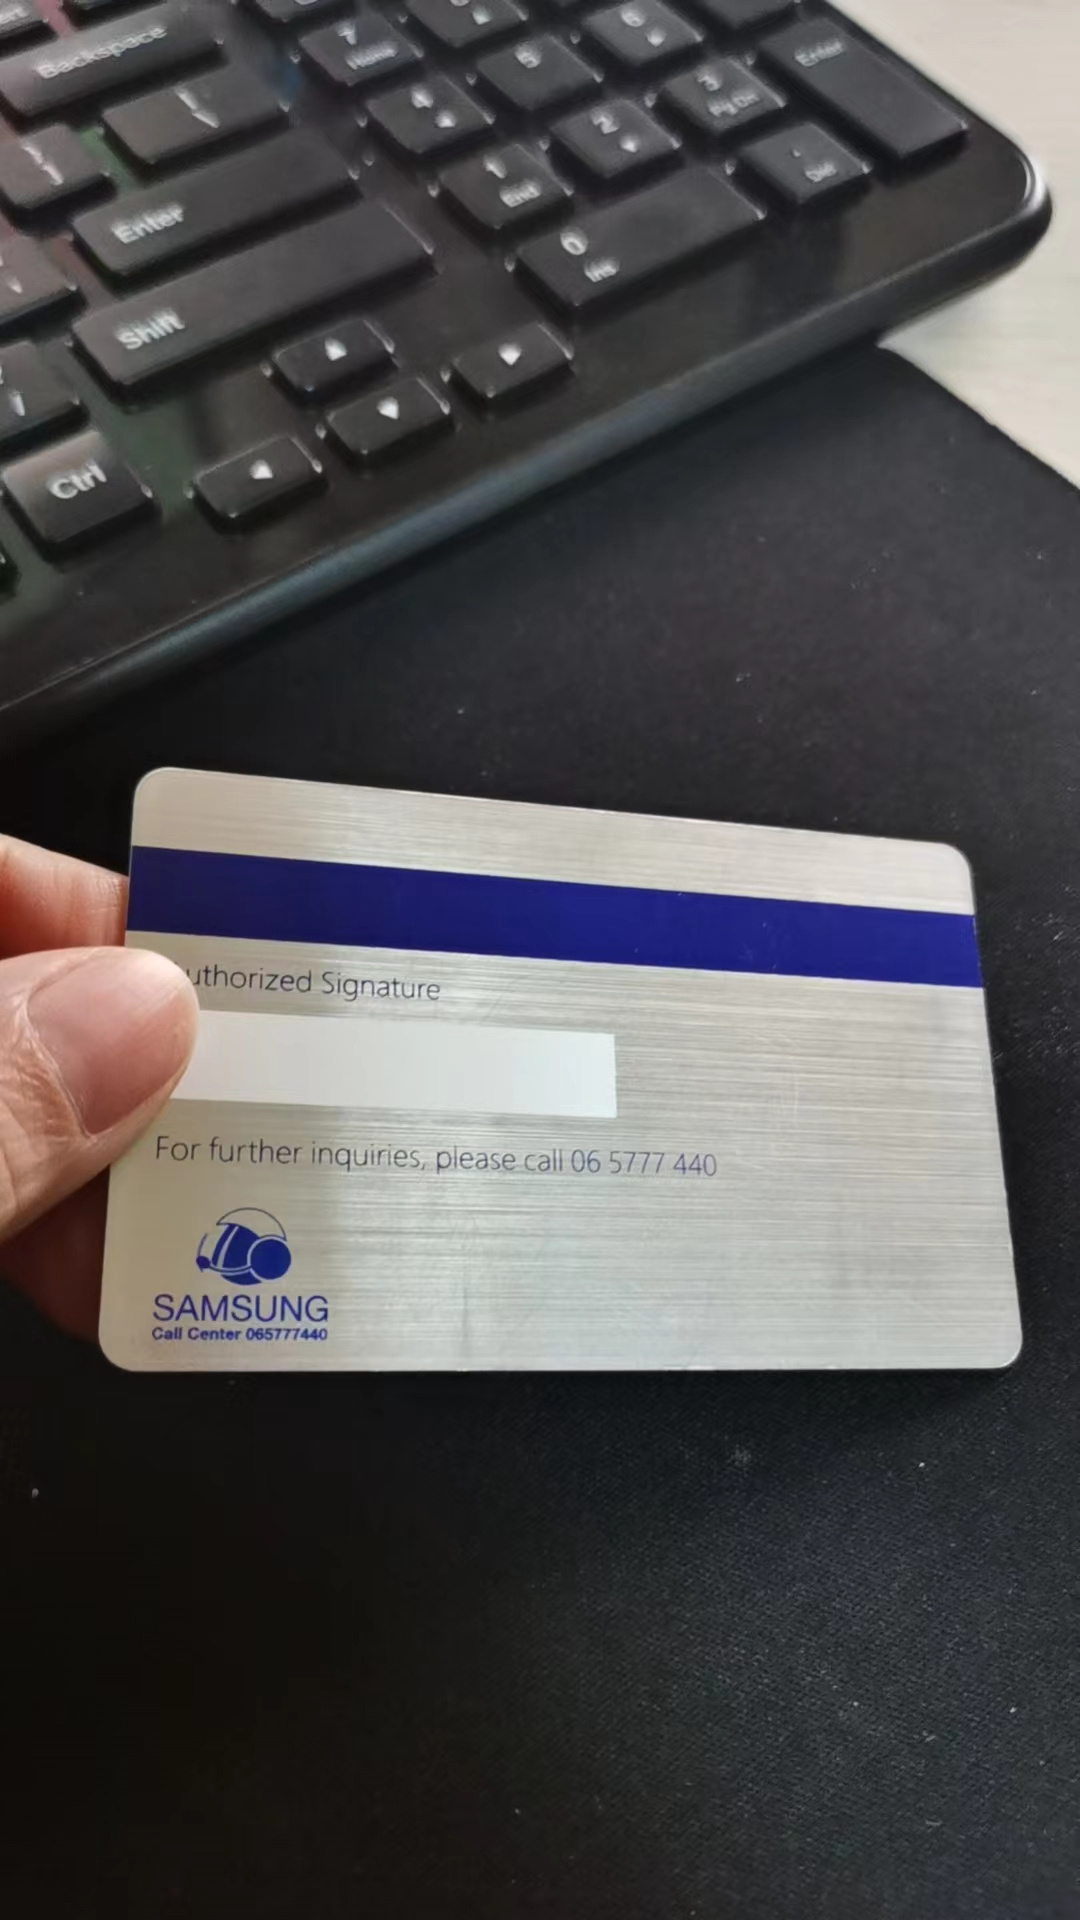 Backspace
7
Home
4
5
6
1
End
2
3
Pg Dn
Enter
0
Ins
.
Del
Enter
Shift
Ctrl
uthorized Signature
For further inquiries, please call 06 5777 440
SAMSUNG
Call Center 065777440